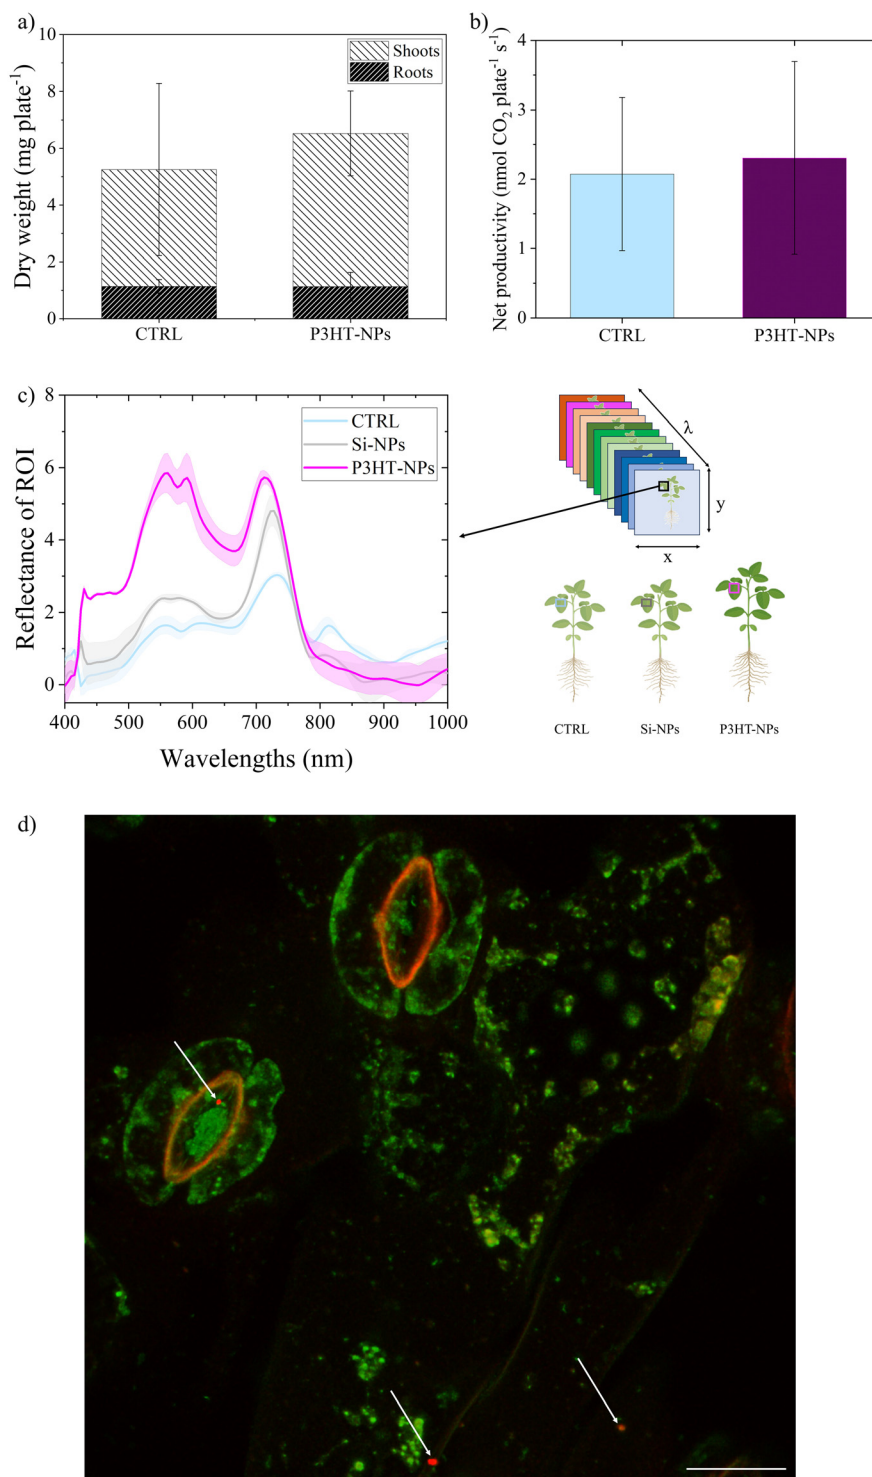 a)
Dry weight (mg plate⁻¹)
10
8
6
4
2
0
Shoots
Roots
CTRL
P3HT-NPs
b)
Net productivity (nmol CO₂ plate⁻¹ s⁻¹)
4
3
2
1
0
CTRL
P3HT-NPs
c)
Reflectance of ROI
8
6
4
2
0
CTRL
Si-NPs
P3HT-NPs
400
500
600
700
800
900
1000
Wavelengths (nm)
λ
y
x
CTRL
Si-NPs
P3HT-NPs
d)